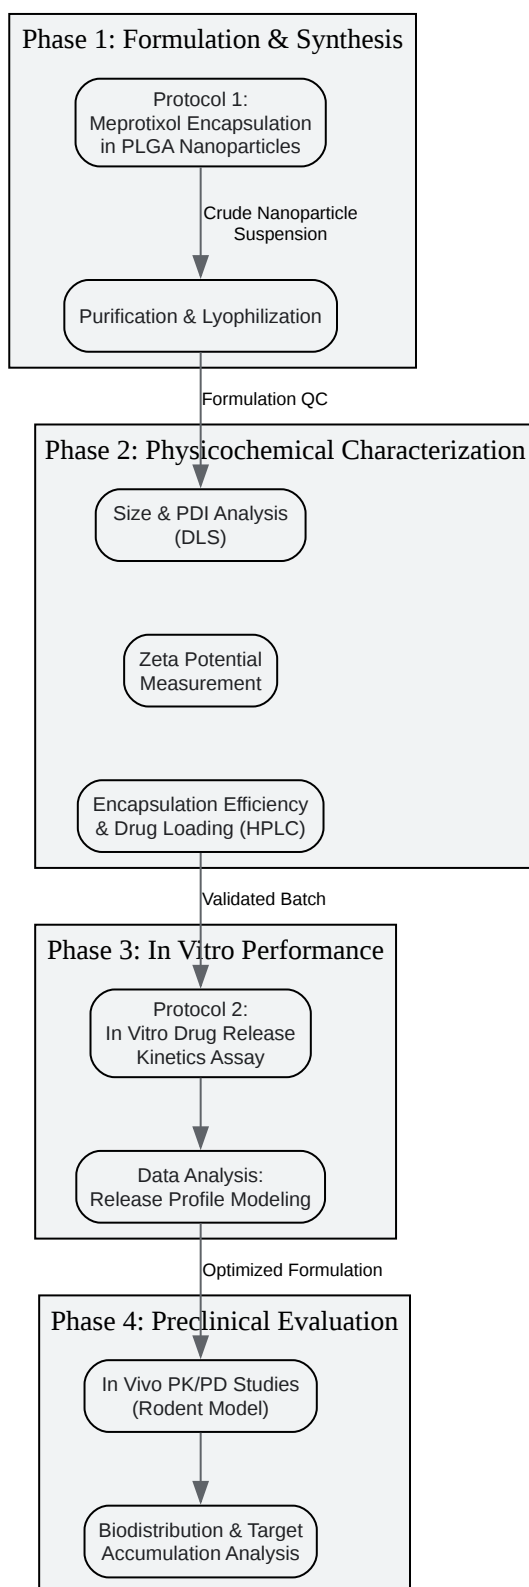 Phase 1: Formulation & Synthesis
Protocol 1:
Meprotixol Encapsulation
in PLGA Nanoparticles
Crude Nanoparticle
Suspension
Purification & Lyophilization
Formulation QC
Phase 2: Physicochemical Characterization
Size & PDI Analysis
(DLS)
Zeta Potential
Measurement
Encapsulation Efficiency
& Drug Loading (HPLC)
Validated Batch
Phase 3: In Vitro Performance
Protocol 2:
In Vitro Drug Release
Kinetics Assay
Data Analysis:
Release Profile Modeling
Optimized Formulation
Phase 4: Preclinical Evaluation
In Vivo PK/PD Studies
(Rodent Model)
Biodistribution & Target
Accumulation Analysis